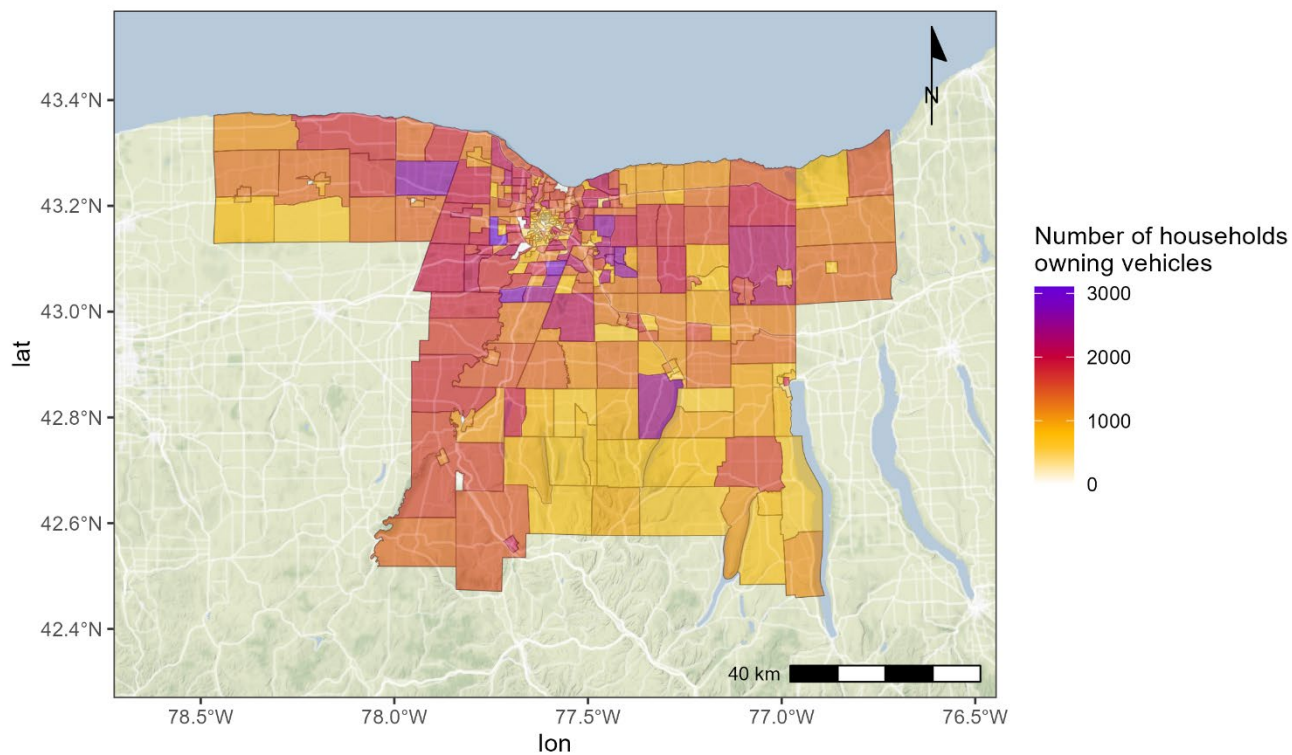 N
43.4°N
43.2°N
43.0°N
42.8°N
42.6°N
42.4°N
lat
40 km
78.5°W 78.0°W 77.5°W 77.0°W 76.5°W
lon
Number of households
owning vehicles
3000
2000
1000
0